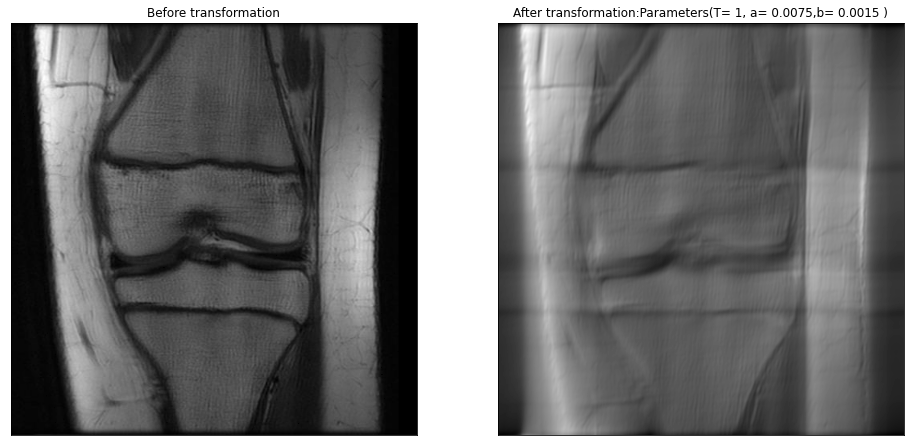 Before transformation
After transformation:Parameters(T= 1, a= 0.0075,b= 0.0015 )